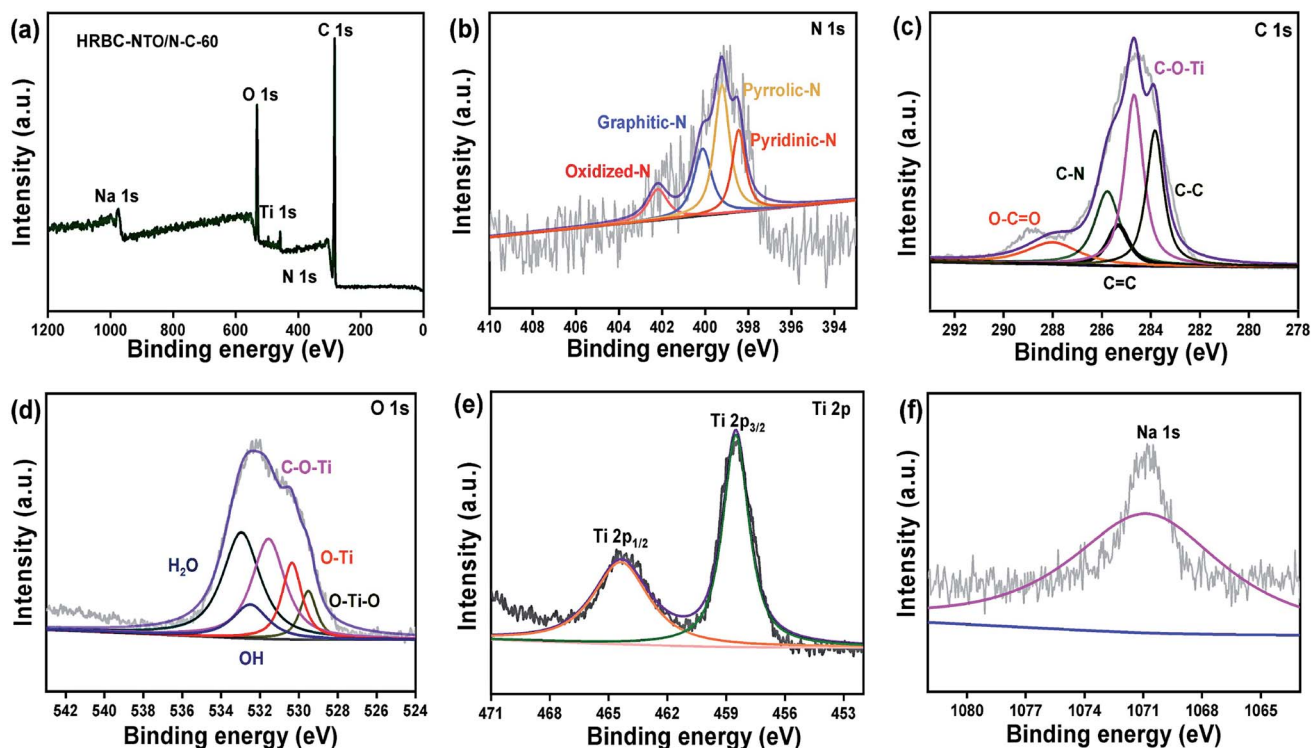 (a)
HRBC-NTO/N-C-60
C 1s
O 1s
Na 1s
Ti 1s
N 1s
Intensity (a.u.)
1200 1000 800 600 400 200 0
Binding energy (eV)
(b)
N 1s
Pyrrolic-N
Graphitic-N
Pyridinic-N
Oxidized-N
Intensity (a.u.)
410 408 406 404 402 400 398 396 394
Binding energy (eV)
(c)
C 1s
C-O-Ti
C-N
C-C
O-C=O
C=C
Intensity (a.u.)
292 290 288 286 284 282 280 278
Binding energy (eV)
(d)
O 1s
C-O-Ti
H₂O
O-Ti
O-Ti-O
OH
Intensity (a.u.)
542 540 538 536 534 532 530 528 526 524
Binding energy (eV)
(e)
Ti 2p
Ti 2p₃/₂
Ti 2p₁/₂
Intensity (a.u.)
471 468 465 462 459 456 453
Binding energy (eV)
(f)
Na 1s
Intensity (a.u.)
1080 1077 1074 1071 1068 1065
Binding energy (eV)